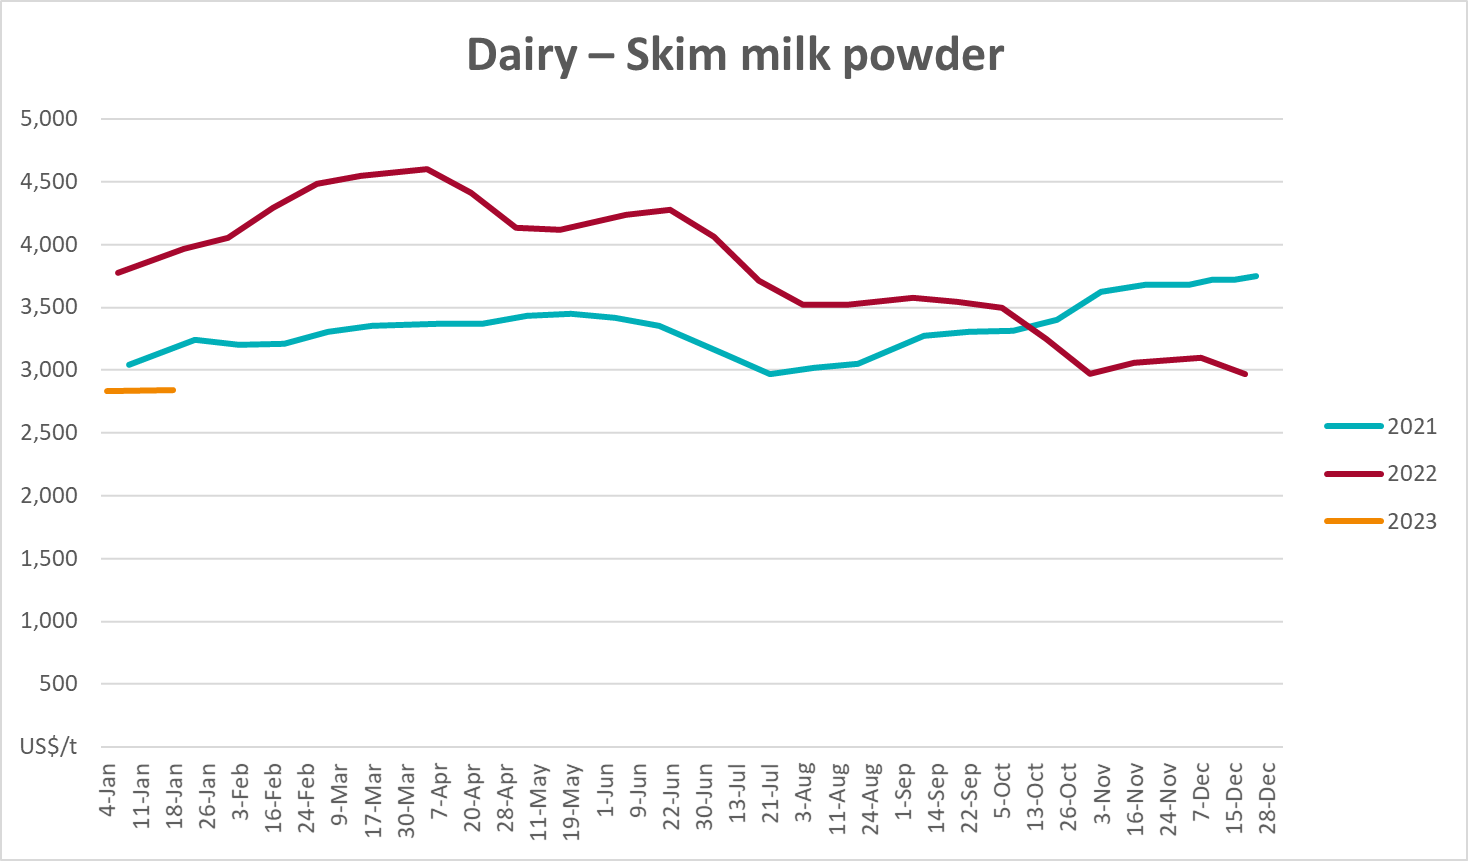 Dairy – Skim milk powder
5,000
4,500
4,000
3,500
3,000
2,500
2,000
1,500
1,000
500
US$/t
4-Jan
11-Jan
18-Jan
26-Jan
3-Feb
16-Feb
24-Feb
9-Mar
17-Mar
30-Mar
7-Apr
20-Apr
28-Apr
11-May
19-May
1-Jun
9-Jun
22-Jun
30-Jun
13-Jul
21-Jul
3-Aug
11-Aug
24-Aug
1-Sep
14-Sep
22-Sep
5-Oct
13-Oct
26-Oct
3-Nov
16-Nov
24-Nov
7-Dec
15-Dec
28-Dec
2021
2022
2023